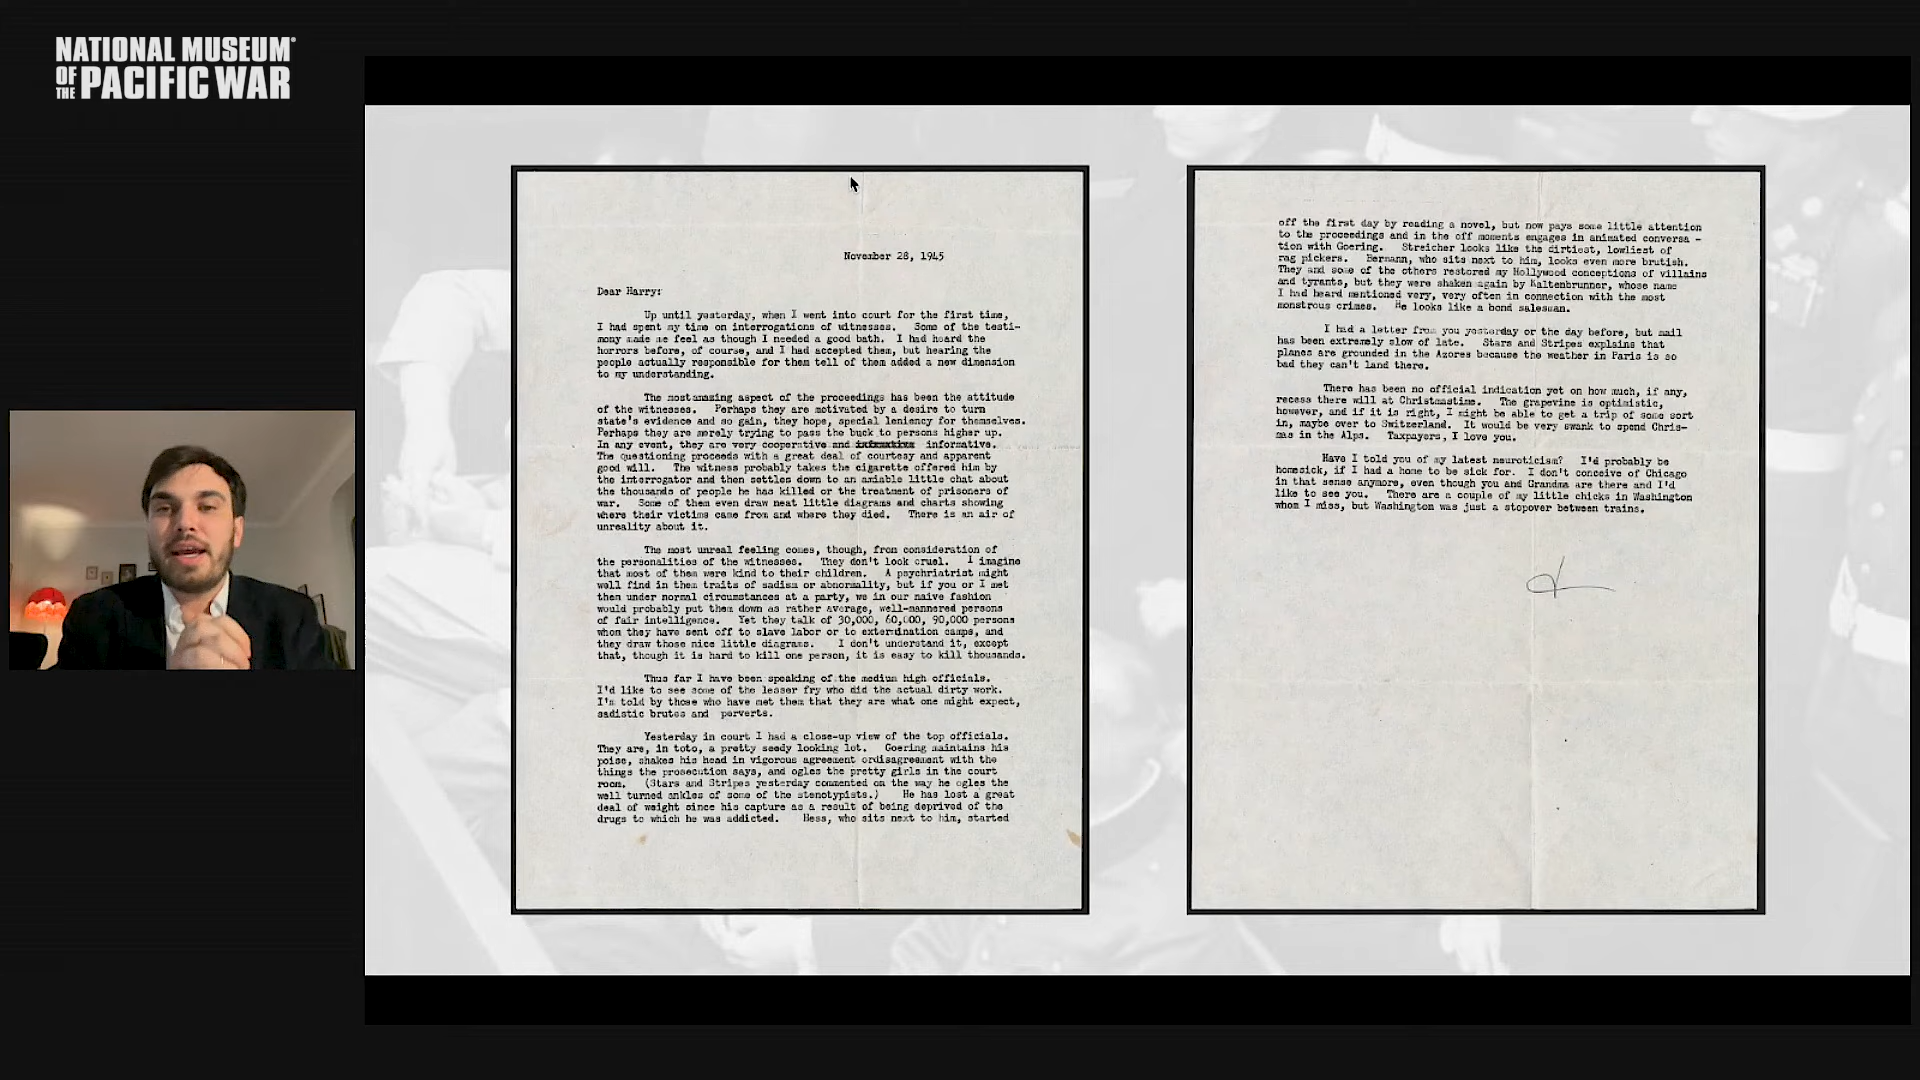 NATIONAL MUSEUM
OF THE PACIFIC WAR
November 28, 1945
Dear Harry:
Up until yesterday, when I went into court for the first time,
I had spent my time on interrogations of witnesses. Some of the testi-
mony made me feel as though I needed a good bath. I had heard the
horrors before, of course, and I had accepted them, but hearing the
people actually responsible for them tell of them added a new dimension
to my understanding.
The mostamazing aspect of the proceedings has been the attitude
of the witnesses. Perhaps they are motivated by a desire to turn
state's evidence and so gain, they hope, special leniency for themselves.
Perhaps they are merely trying to pass the buck to persons higher up.
In any event, they are very cooperative and informative.
The questioning proceeds with a great deal of courtesy and apparent
good will. The witness probably takes the cigarette offered him by
the interrogator and then settles down to an amiable little chat about
the thousands of people he has killed or the treatment of prisoners of
war. Some of them even draw neat little diagrams and charts showing
where their victims came from and where they died. There is an air of
unreality about it.
The most unreal feeling comes, though, from consideration of
the personalities of the witnesses. They don't look cruel. I imagine
that most of them were kind to their children. A psychriatrist might
well find in them traits of sadism or abnormality, but if you or I met
them under normal circumstances at a party, we in our naive fashion
would probably put them down as rather average, well-mannered persons
of fair intelligence. Yet they talk of 30,000, 60,000, 90,000 persons
whom they have sent off to slave labor or to extermination camps, and
they draw those nice little diagrams. I don't understand it, except
that, though it is hard to kill one person, it is easy to kill thousands.
Thus far I have been speaking of the medium high officials.
I'd like to see some of the lesser fry who did the actual dirty work.
I'm told by those who have met them that they are what one might expect,
sadistic brutes and perverts.
Yesterday in court I had a close-up view of the top officials.
They are, in toto, a pretty seedy looking lot. Goering maintains his
poise, shakes his head in vigorous agreement ordisagreement with the
things the prosecution says, and ogles the pretty girls in the court
room. (Stars and Stripes yesterday commented on the way he ogles the
well turned ankles of some of the stenotypists.) He has lost a great
deal of weight since his capture as a result of being deprived of the
drugs to which he was addicted. Hess, who sits next to him, started
off the first day by reading a novel, but now pays some little attention
to the proceedings and in the off moments engages in animated conversa -
tion with Goering. Streicher looks like the dirtiest, lowliest of
rag pickers. Bormann, who sits next to him, looks even more brutish.
They and some of the others restored my Hollywood conceptions of villains
and tyrants, but they were shaken again by Kaltenbrunner, whose name
I had heard mentioned very, very often in connection with the most
monstrous crimes. He looks like a bond salesman.
I had a letter from you yesterday or the day before, but mail
has been extremely slow of late. Stars and Stripes explains that
planes are grounded in the Azores because the weather in Paris is so
bad they can't land there.
There has been no official indication yet on how much, if any,
recess there will at Christmastime. The grapevine is optimistic,
however, and if it is right, I might be able to get a trip of some sort
in, maybe over to Switzerland. It would be very swank to spend Chris-
mas in the Alps. Taxpayers, I love you.
Have I told you of my latest neuroticism? I'd probably be
homesick, if I had a home to be sick for. I don't conceive of Chicago
in that sense anymore, even though you and Grandma are there and I'd
like to see you. There are a couple of my little chicks in Washington
whom I miss, but Washington was just a stopover between trains.